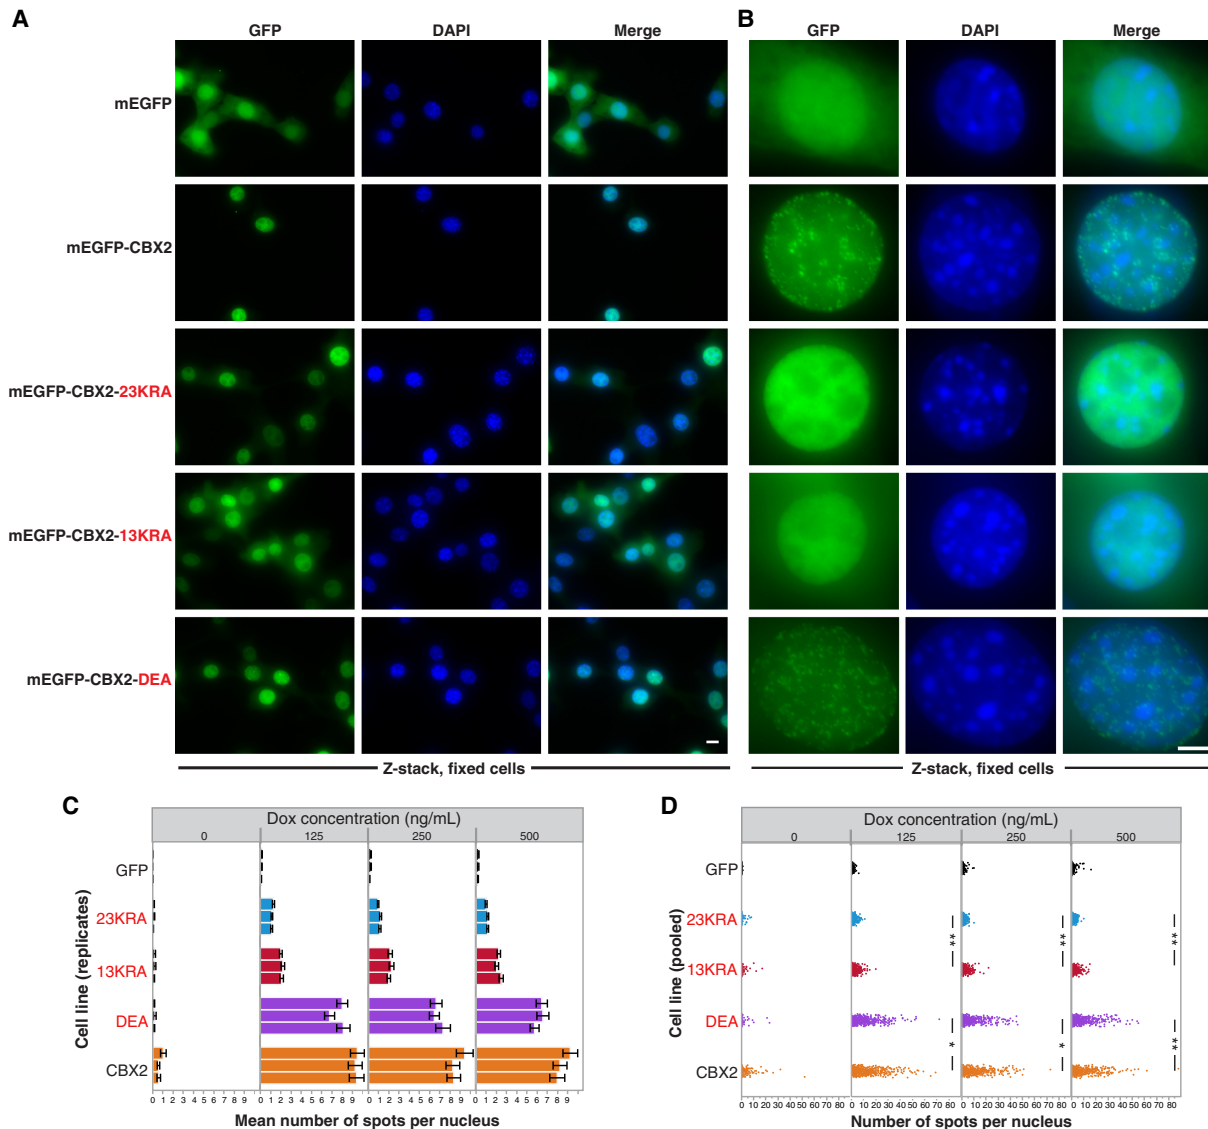 A
B
GFP DAPI Merge
GFP DAPI Merge
mEGFP
mEGFP-CBX2
mEGFP-CBX2-23KRA
mEGFP-CBX2-13KRA
mEGFP-CBX2-DEA
Z-stack, fixed cells
Z-stack, fixed cells
C
Dox concentration (ng/mL)
0 125 250 500
Cell line (replicates)
GFP
23KRA
13KRA
DEA
CBX2
0 1 2 3 4 5 6 7 8 9 0 1 2 3 4 5 6 7 8 9 0 1 2 3 4 5 6 7 8 9 0 1 2 3 4 5 6 7 8 9
Mean number of spots per nucleus
D
Dox concentration (ng/mL)
0 125 250 500
Cell line (pooled)
GFP
23KRA
13KRA
DEA
CBX2
*** *** ***
* * **
0 10 20 30 40 50 60 80 0 10 20 30 40 50 60 80 0 10 20 30 40 50 60 80 0 10 20 30 40 50 60 80
Number of spots per nucleus